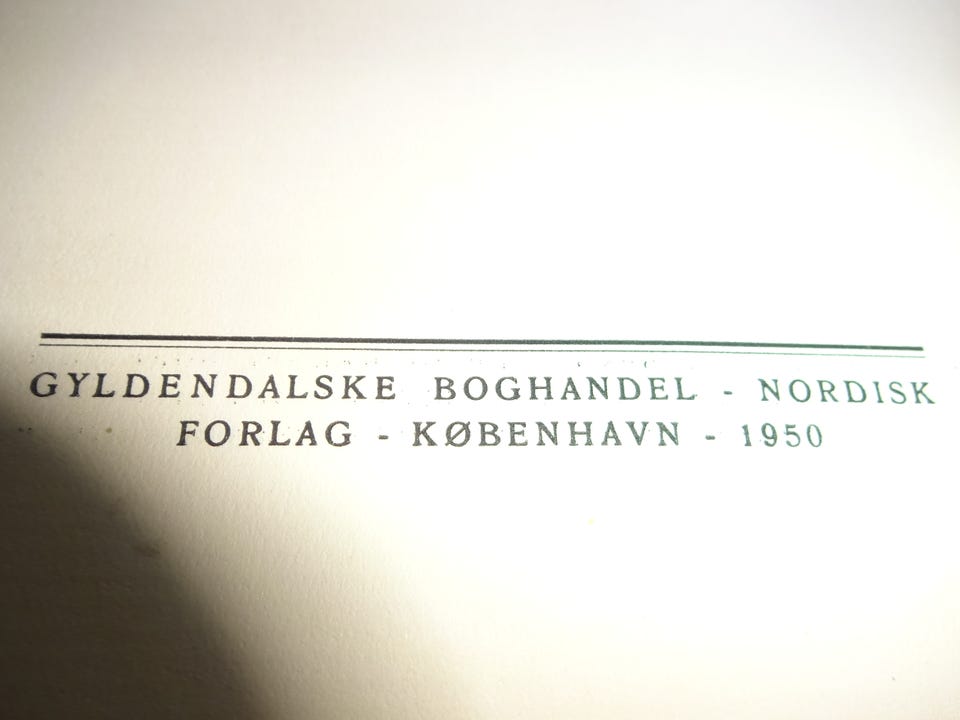 GYLDENDALSKE BOGHANDEL - NORDISK
FORLAG - KØBENHAVN - 1950